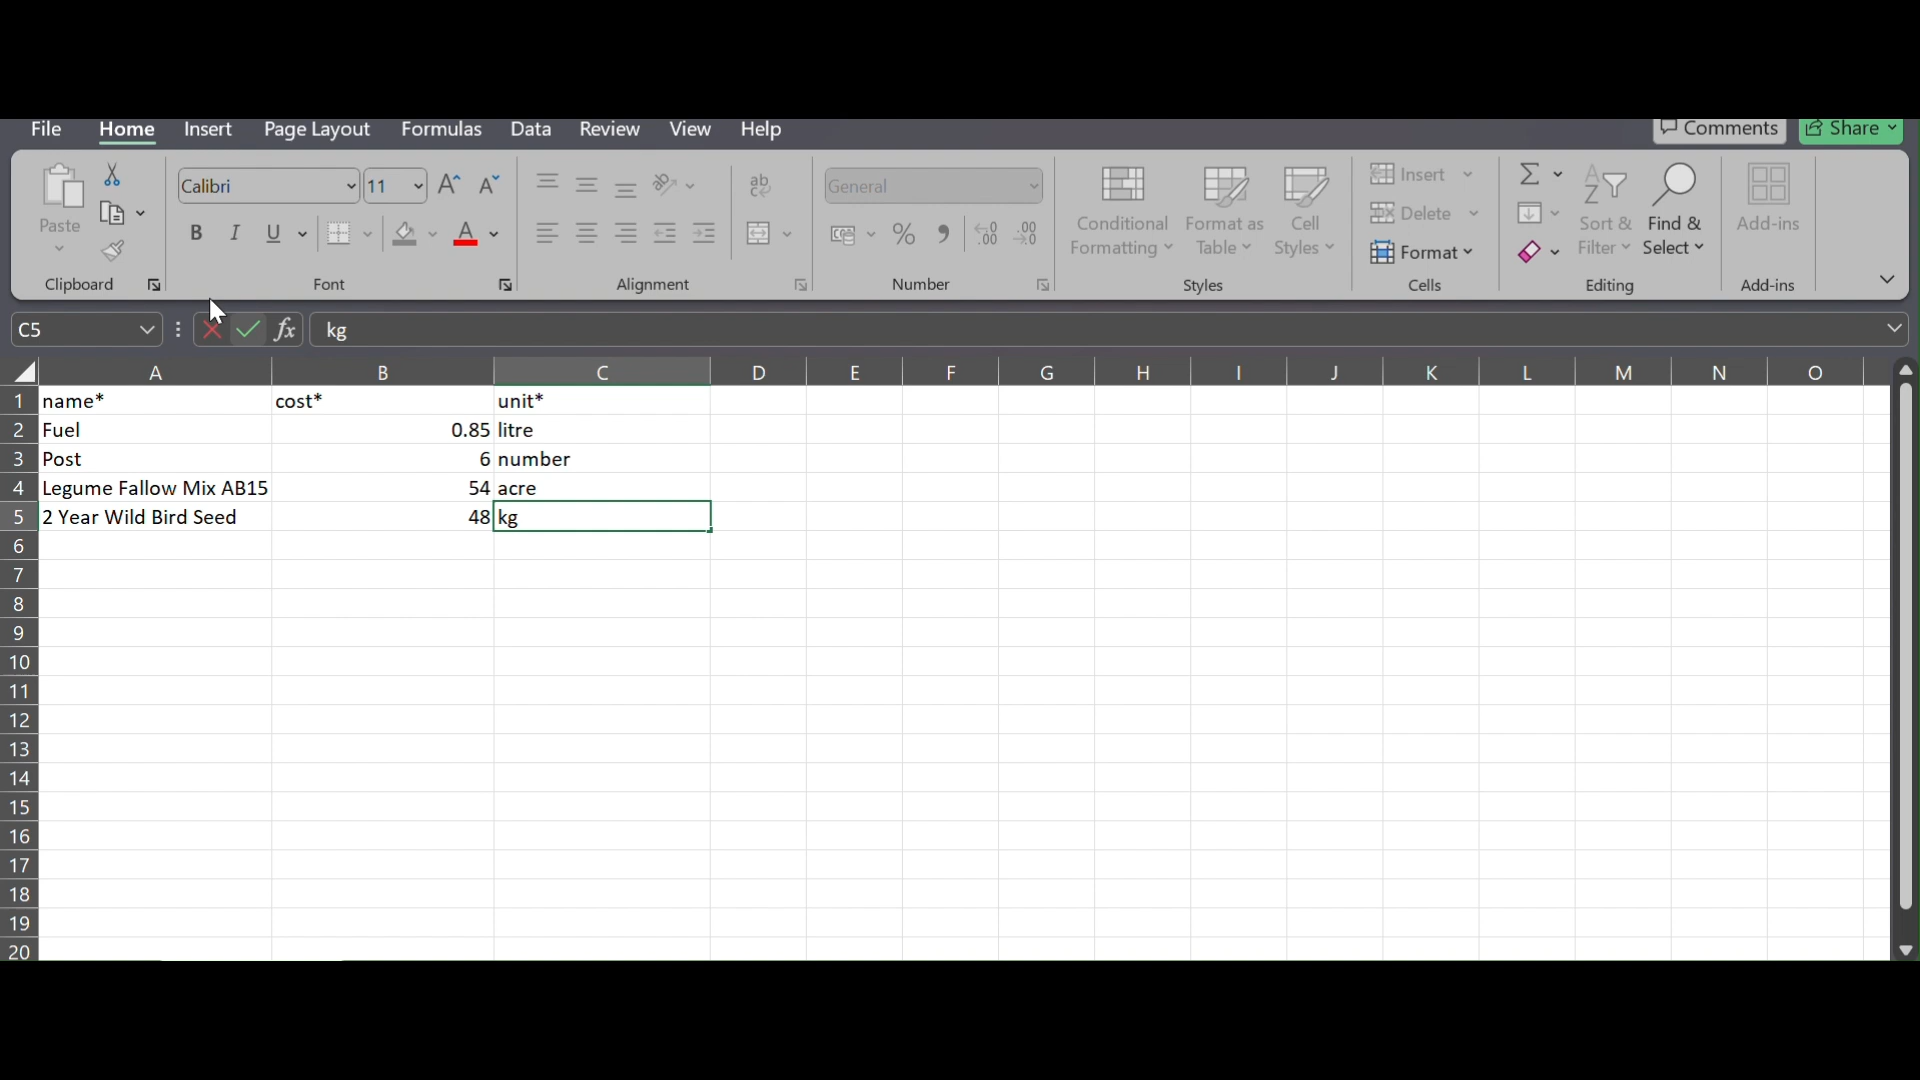 File Home Insert Page Layout Formulas Data Review View Help Comments Share
Calibri 11 ab General Insert Σ
Paste Delete Conditional Formatting Format as Table Cell Styles Sort & Filter Find & Select Add-ins
B I U A % Format
Clipboard Font Alignment Number Styles Cells Editing Add-ins
C5 fx kg
A B C D E F G H I J K L M N O
1 name* cost* unit*
2 Fuel 0.85 litre
3 Post 6 number
4 Legume Fallow Mix AB15 54 acre
5 2 Year Wild Bird Seed 48 kg
6
7
8
9
10
11
12
13
14
15
16
17
18
19
20